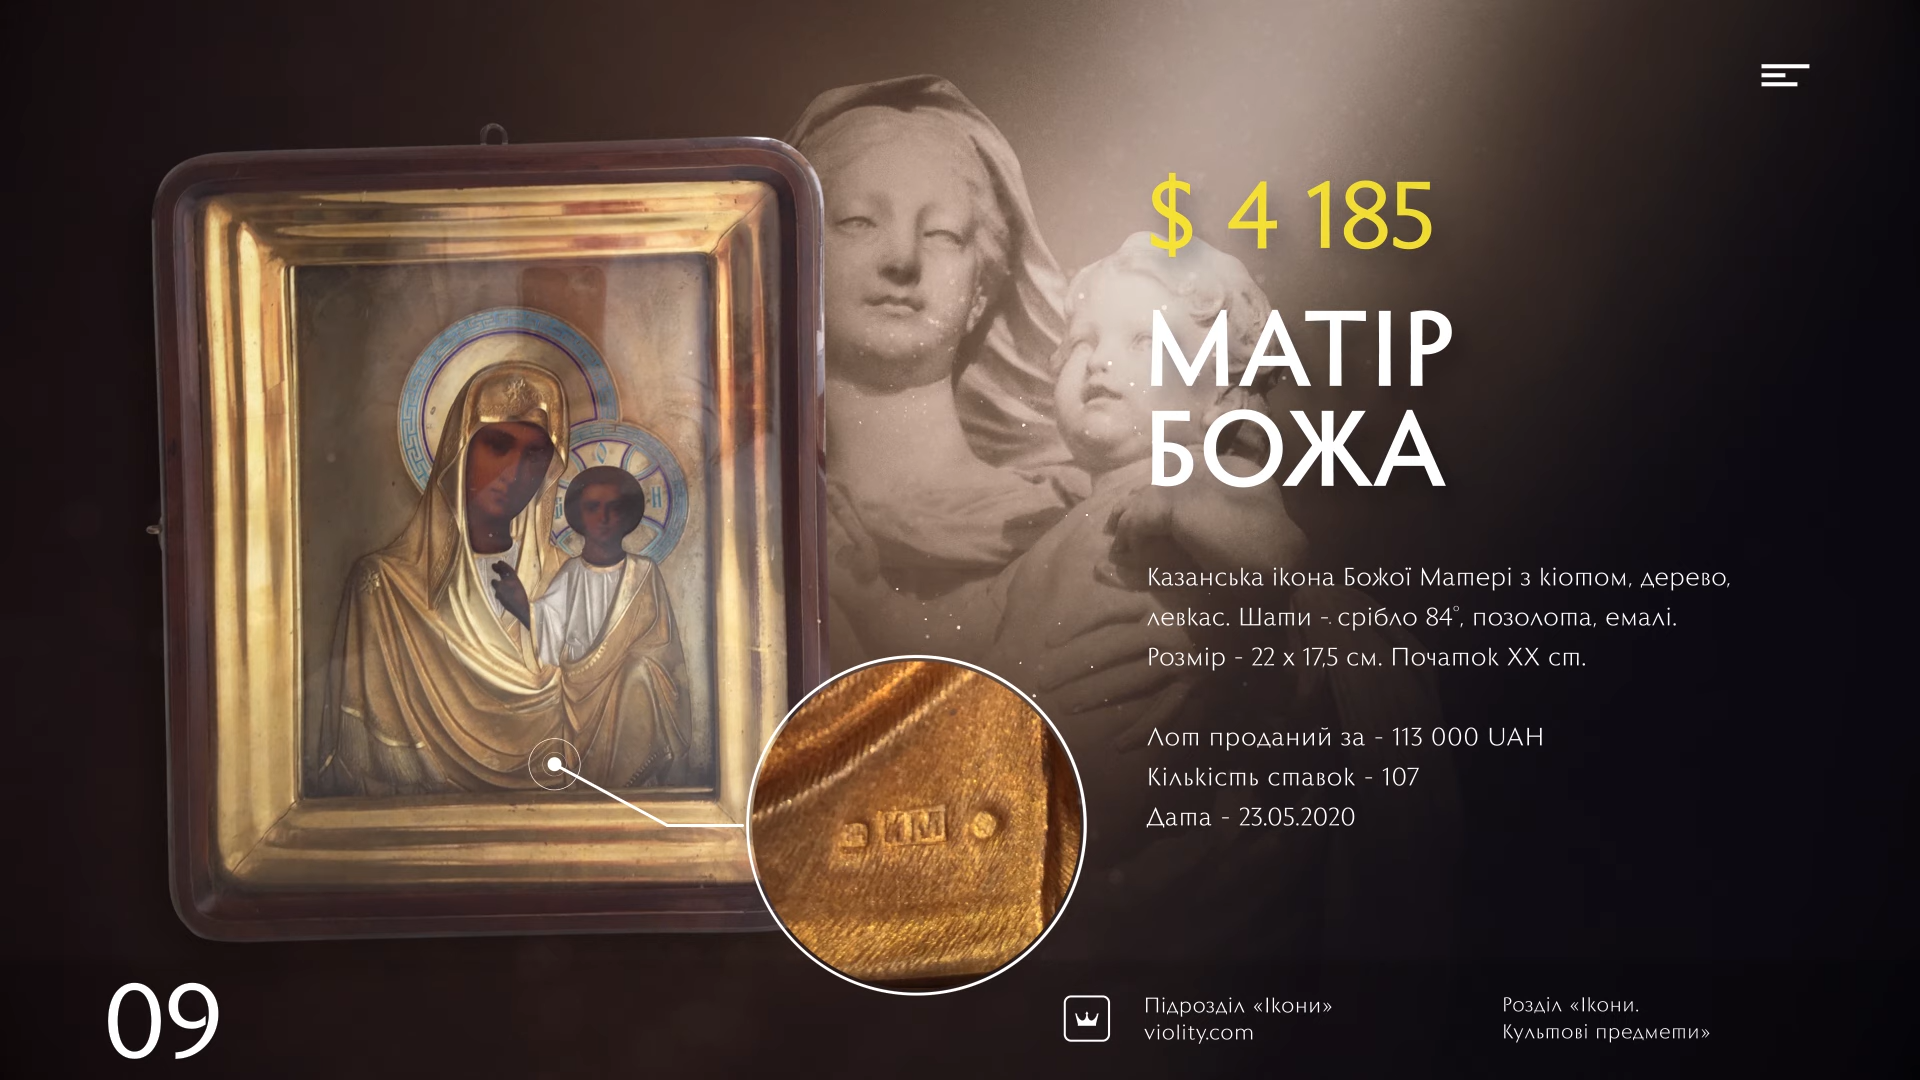 $ 4 185
МАТІР
БОЖА
Казанська ікона Божої Матері з кіотом, дерево,
левкас. Шати - срібло 84°, позолота, емалі.
Розмір - 22 х 17,5 см. Початок ХХ ст.
Лот проданий за - 113 000 UAH
Кількість ставок - 107
Дата - 23.05.2020
КМ
09
Підрозділ «Ікони»
violity.com
Розділ «Ікони.
Культові предмети»